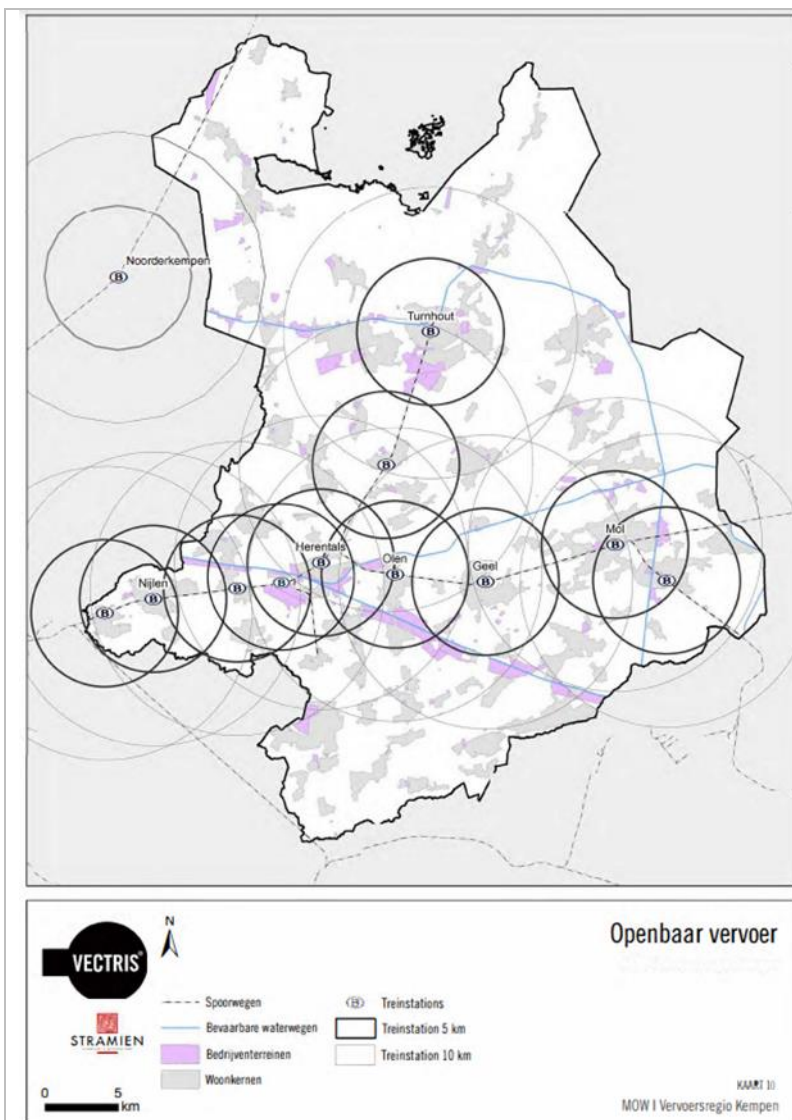 Noorderkempen
B
Turnhout
B
B
Herentals
B
Olen
B
Geel
B
Mol
B
B
Nijlen
B
B
B
B
VECTRIS®
N
STRAMIEN
0 5
km
Spoorwegen
Bevaarbare waterwegen
Bedrijventerreinen
Woonkernen
B Treinstations
Treinstation 5 km
Treinstation 10 km
Openbaar vervoer
KAART 10
MOW I Vervoersregio Kempen